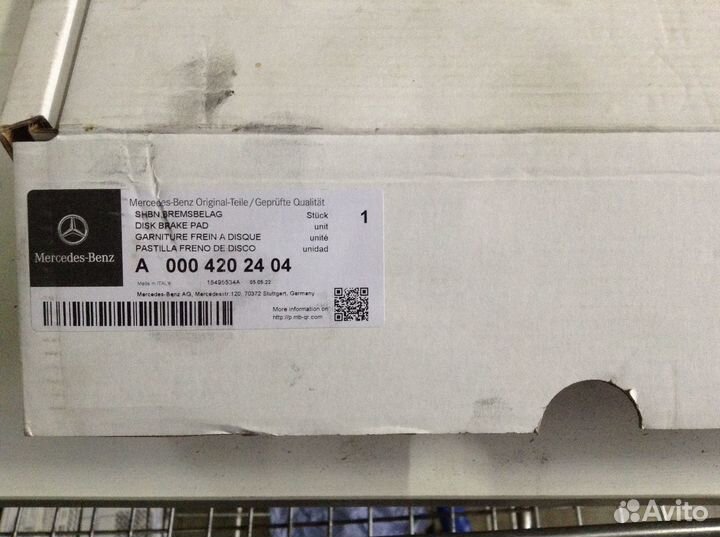 Mercedes-Benz Original-Teile/Geprüfte Qualität
SHBN.BREMSBELAG Stück 1
DISK BRAKE PAD unit
GARNITURE FREIN A DISQUE unité
PASTILLA FRENO DE DISCO unidad
Mercedes-Benz
A 000 420 24 04
Made in ITALY 15495534A 05.05.22
Mercedes-Benz AG, Mercedesstr.120, 70372 Stuttgart, Germany
More information on
http://p.mb-qr.com
Avito